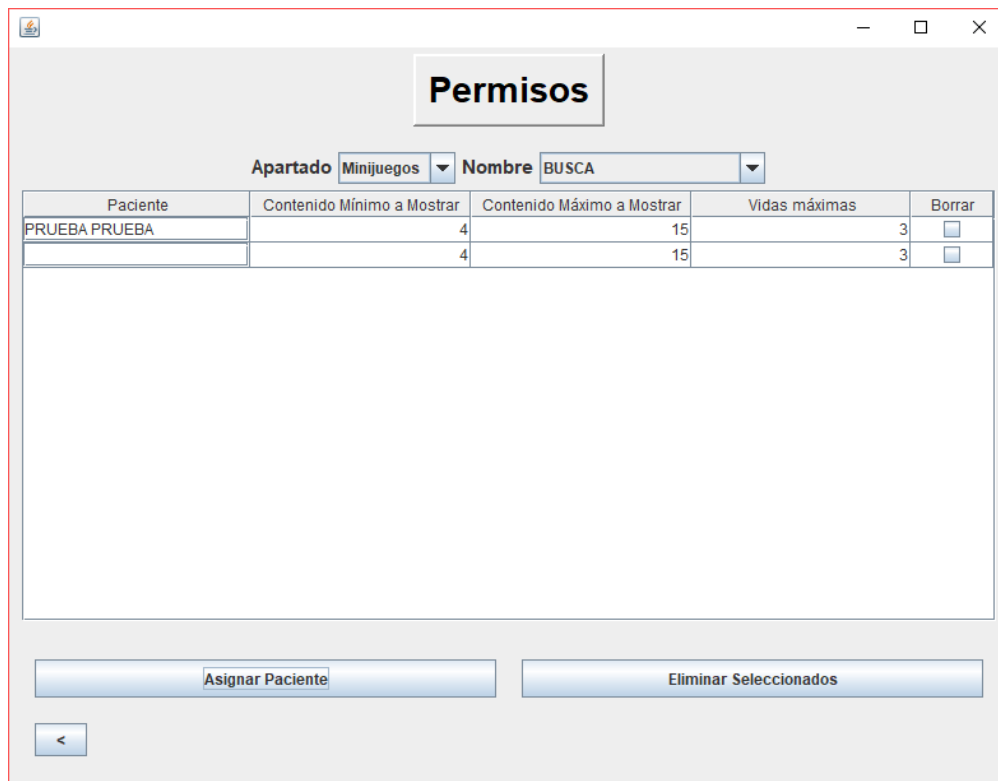 Permisos
Apartado Minijuegos Nombre BUSCA
Paciente Contenido Mínimo a Mostrar Contenido Máximo a Mostrar Vidas máximas Borrar
PRUEBA PRUEBA 4 15 3
4 15 3
Asignar Paciente Eliminar Seleccionados
<